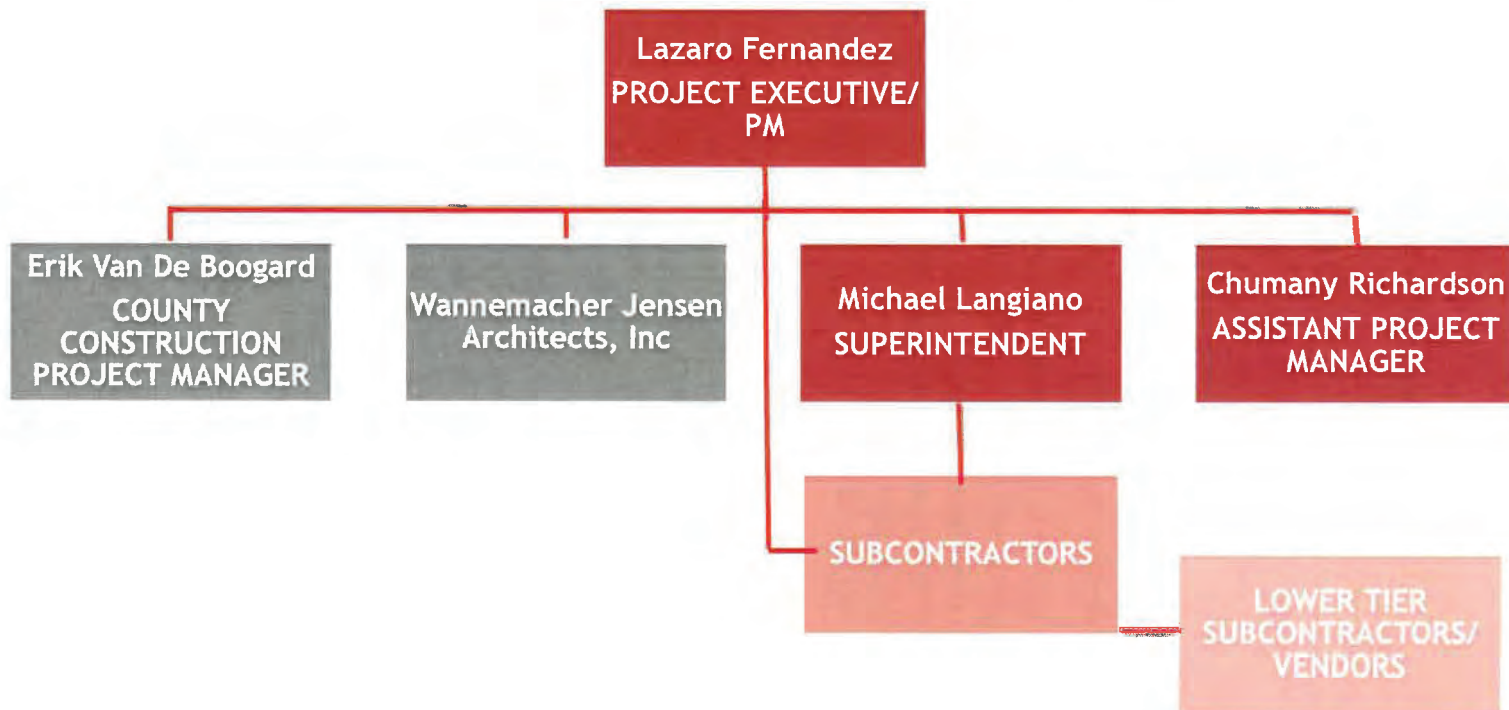 Lazaro Fernandez
PROJECT EXECUTIVE/
PM
Erik Van De Boogard
COUNTY
CONSTRUCTION
PROJECT MANAGER
Wannemacher Jensen
Architects, Inc
Michael Langiano
SUPERINTENDENT
Chumany Richardson
ASSISTANT PROJECT
MANAGER
SUBCONTRACTORS
LOWER TIER
SUBCONTRACTORS/
VENDORS